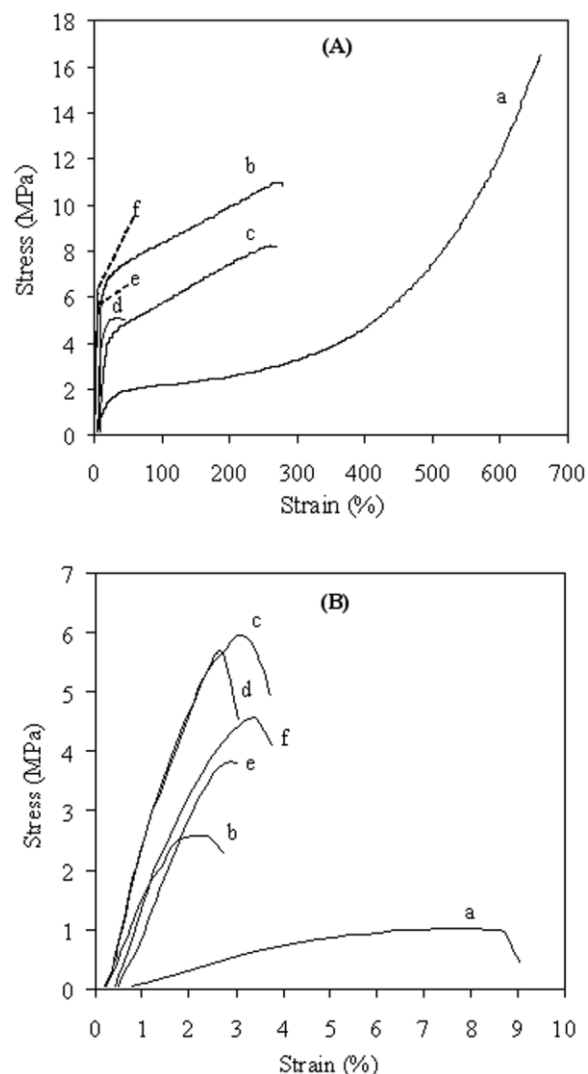 (A)
18
16
14
12
10
8
6
4
2
0
Stress (MPa)
a
b
f
c
e
d
0 100 200 300 400 500 600 700
Strain (%)
(B)
7
6
5
4
3
2
1
0
Stress (MPa)
c
d
f
e
b
a
0 1 2 3 4 5 6 7 8 9 10
Strain (%)